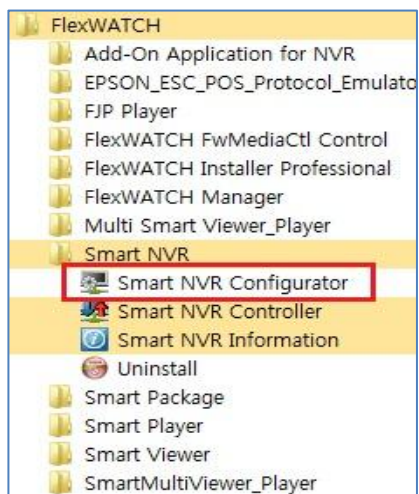 FlexWATCH
Add-On Application for NVR
EPSON_ESC_POS_Protocol_Emulato
FJP Player
FlexWATCH FwMediaCtl Control
FlexWATCH Installer Professional
FlexWATCH Manager
Multi Smart Viewer_Player
Smart NVR
Smart NVR Configurator
Smart NVR Controller
Smart NVR Information
Uninstall
Smart Package
Smart Player
Smart Viewer
SmartMultiViewer_Player